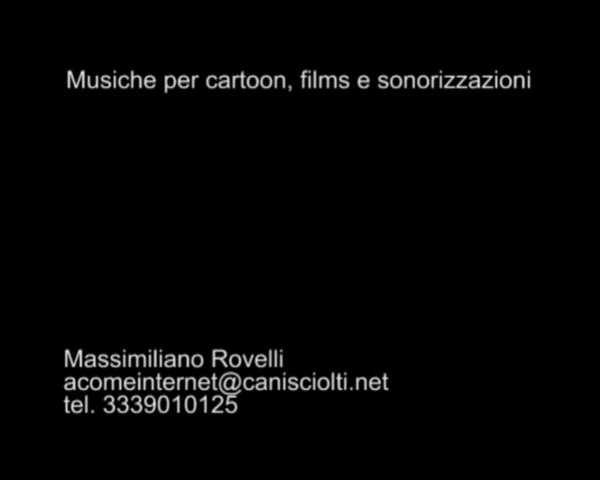 Musiche per cartoon, films e sonorizzazioni
Massimiliano Rovelli
acomeinternet@canisciolti.net
tel. 3339010125